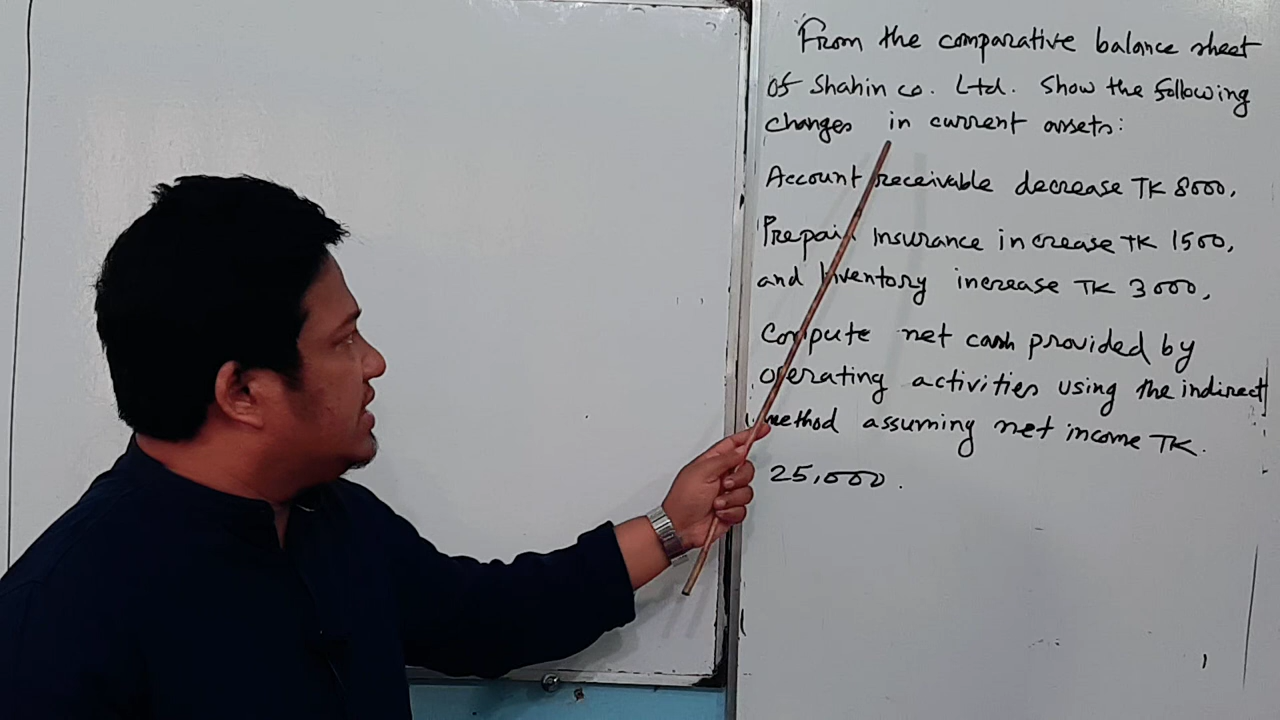 From the comparative balance sheet
of Shahin co. Ltd. Show the following
changes in current assets:
Account receivable decrease TK 8000,
Prepaid Insurance increase TK 1500,
and Inventory increase TK 3000,
Compute net cash provided by
operating activities using the indirect
method assuming net income TK.
25,000.